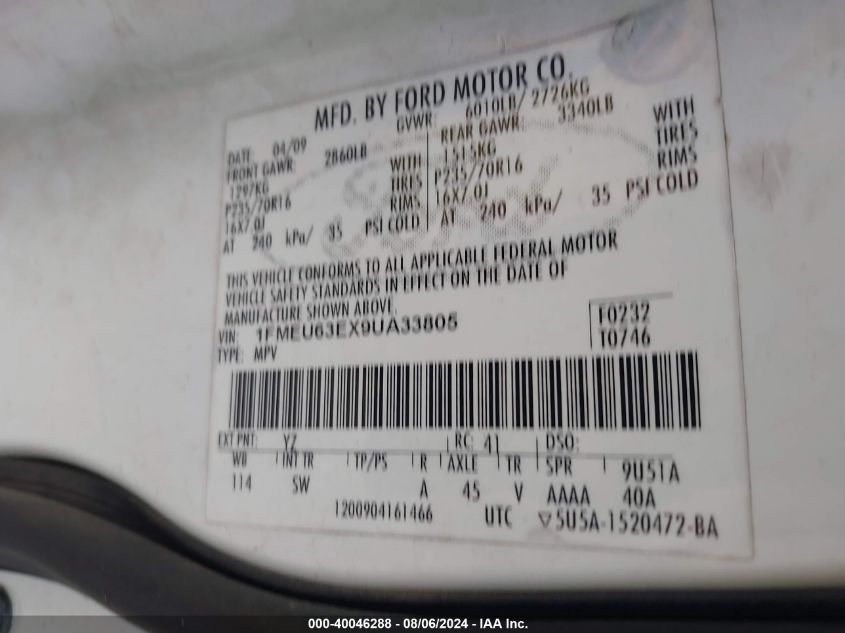 MFD. BY FORD MOTOR CO.
DATE: 04/09 GVWR: 6010LB/ 2726KG
FRONT GAWR: 2860LB REAR GAWR: 3340LB
1297KG WITH 1515KG WITH
P235/70R16 TIRES P235/70R16 TIRES
16X7.0J RIMS 16X7.0J RIMS
AT 240 kPa/ 35 PSI COLD AT 240 kPa/ 35 PSI COLD
THIS VEHICLE CONFORMS TO ALL APPLICABLE FEDERAL MOTOR
VEHICLE SAFETY STANDARDS IN EFFECT ON THE DATE OF
MANUFACTURE SHOWN ABOVE.
VIN: 1FMEU63EX9UA33805 F0232
TYPE: MPV T0746
EXT PNT: YZ RC: 41 DSO:
WB INT TR TP/PS R AXLE TR SPR 9U51A
114 SW A 45 V AAAA 40A
1200904161466 UTC ▽5U5A-1520472-BA
000-40046288 - 08/06/2024 - IAA Inc.